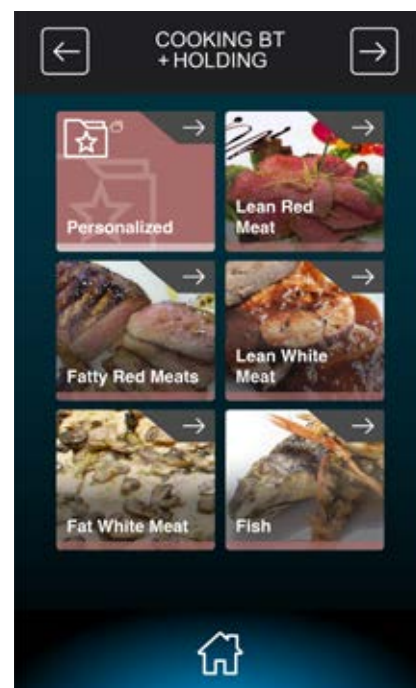 COOKING BT
+HOLDING
Personalized
Lean Red
Meat
Fatty Red Meats
Lean White
Meat
Fat White Meat
Fish